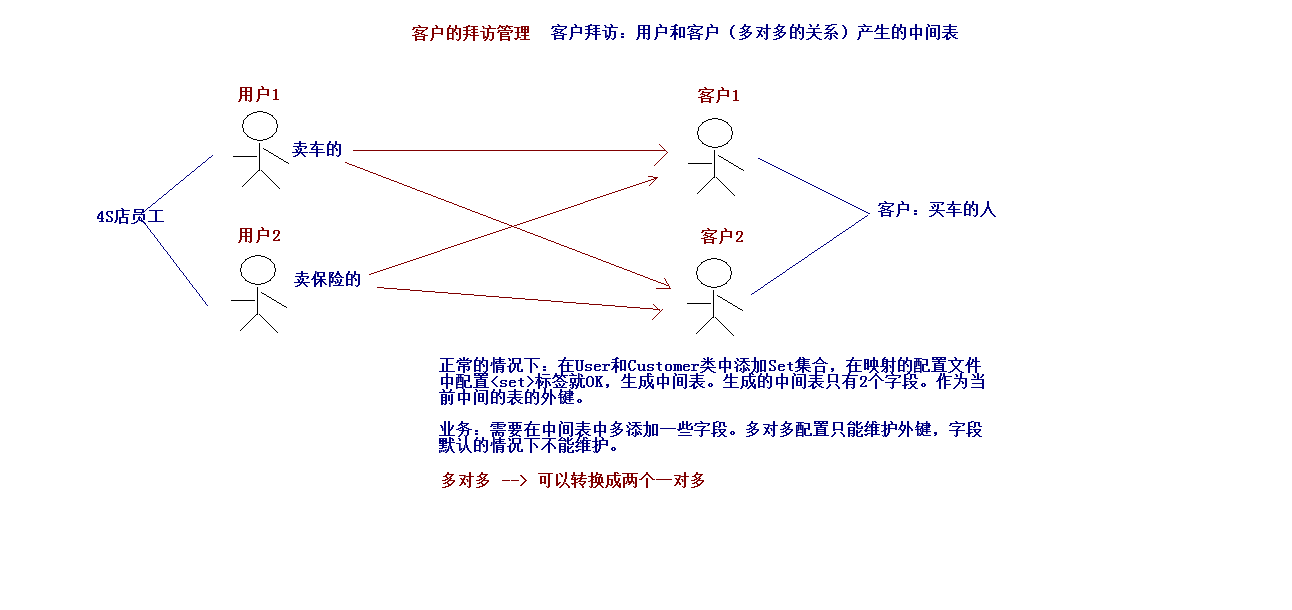 客户的拜访管理 客户拜访：用户和客户（多对多的关系）产生的中间表
用户1
客户1
卖车的
4S店员工
客户：买车的人
用户2
客户2
卖保险的
正常的情况下：在User和Customer类中添加Set集合，在映射的配置文件
中配置<set>标签就OK，生成中间表。生成的中间表只有2个字段。作为当
前中间的表的外键。
业务：需要在中间表中多添加一些字段。多对多配置只能维护外键，字段
默认的情况下不能维护。
多对多 --> 可以转换成两个一对多